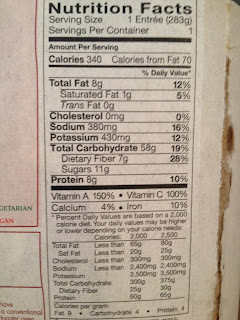 Nutrition Facts
Serving Size 1 Entrée (283g)
Servings Per Container 1
Amount Per Serving
Calories 340 Calories from Fat 70
% Daily Value*
Total Fat 8g 12%
Saturated Fat 1g 5%
Trans Fat 0g
Cholesterol 0mg 0%
Sodium 380mg 16%
Potassium 430mg 12%
Total Carbohydrate 58g 19%
Dietary Fiber 7g 28%
Sugars 11g
Protein 8g 10%
Vitamin A 150% • Vitamin C 100%
Calcium 4% • Iron 10%
* Percent Daily Values are based on a 2,000
calorie diet. Your daily values may be higher
or lower depending on your calorie needs:
Calories: 2,000 2,500
Total Fat Less than 65g 80g
Sat Fat Less than 20g 25g
Cholesterol Less than 300mg 300mg
Sodium Less than 2,400mg 2,400mg
Potassium 3,500mg 3,500mg
Total Carbohydrate 300g 375g
Dietary Fiber 25g 30g
Protein 50g 65g
Calories per gram:
Fat 9 • Carbohydrate 4 • Protein 4
GETARIAN
GAN
have
conventional